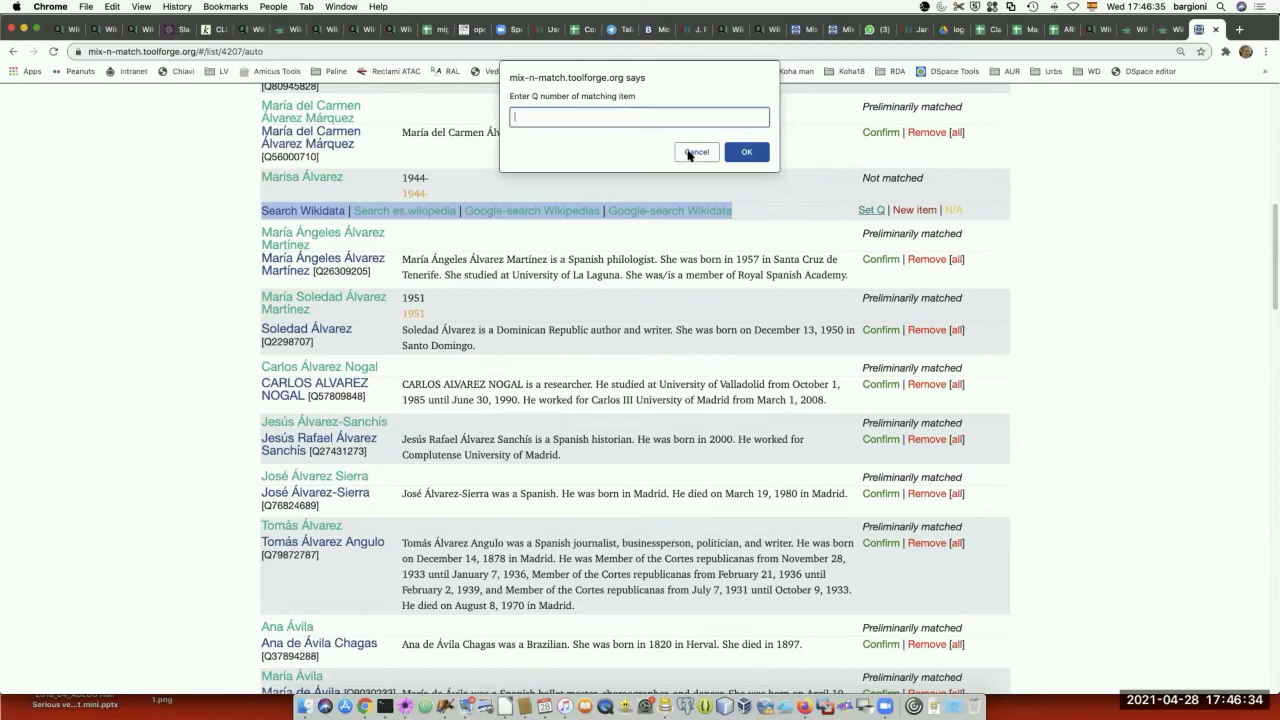 Chrome File Edit View History Bookmarks People Tab Window Help
Wed 17:46:35 bargioni
mix-n-match.toolforge.org/#/list/4207/auto
Apps Peanuts intranet Chiavi LV Amicus Tools Paline Reclami ATAC RAL Koha man Koha18 RDA DSpace Tools AUR Urbs WD DSpace editor
mix-n-match.toolforge.org says
Enter Q number of matching item
Cancel OK
[Q80945828]
María del Carmen
Álvarez Márquez
Preliminarily matched
María del Carmen
Álvarez Márquez
[Q56000710]
María del Carmen Álv
Confirm | Remove [all]
Marisa Álvarez 1944- Not matched
1944-
Search Wikidata | Search es.wikipedia | Google-search Wikipedias | Google-search Wikidata Set Q | New item | N/A
María Ángeles Álvarez
Martínez
Preliminarily matched
María Ángeles Álvarez
Martínez [Q26309205]
María Ángeles Álvarez Martínez is a Spanish philologist. She was born in 1957 in Santa Cruz de
Tenerife. She studied at University of La Laguna. She was/is a member of Royal Spanish Academy.
Confirm | Remove [all]
María Soledad Álvarez
Martínez
1951
1951
Preliminarily matched
Soledad Álvarez
[Q2298707]
Soledad Álvarez is a Dominican Republic author and writer. She was born on December 13, 1950 in
Santo Domingo.
Confirm | Remove [all]
Carlos Álvarez Nogal Preliminarily matched
CARLOS ALVAREZ
NOGAL [Q57809848]
CARLOS ALVAREZ NOGAL is a researcher. He studied at University of Valladolid from October 1,
1985 until June 30, 1990. He worked for Carlos III University of Madrid from March 1, 2008.
Confirm | Remove [all]
Jesús Álvarez-Sanchís Preliminarily matched
Jesús Rafael Álvarez
Sanchís [Q27431273]
Jesús Rafael Álvarez Sanchís is a Spanish historian. He was born in 2000. He worked for
Complutense University of Madrid.
Confirm | Remove [all]
José Álvarez Sierra Preliminarily matched
José Álvarez-Sierra
[Q76824689]
José Álvarez-Sierra was a Spanish. He was born in Madrid. He died on March 19, 1980 in Madrid.
Confirm | Remove [all]
Tomás Álvarez Preliminarily matched
Tomás Álvarez Angulo
[Q79872787]
Tomás Álvarez Angulo was a Spanish journalist, businessperson, politician, and writer. He was born
on December 14, 1878 in Madrid. He was Member of the Cortes republicanas from November 28,
1933 until January 7, 1936, Member of the Cortes republicanas from February 21, 1936 until
February 2, 1939, and Member of the Cortes republicanas from July 7, 1931 until October 9, 1933.
He died on August 8, 1970 in Madrid.
Confirm | Remove [all]
Ana Ávila Preliminarily matched
Ana de Ávila Chagas
[Q37894288]
Ana de Ávila Chagas was a Brazilian. She was born in 1820 in Herval. She died in 1897.
Confirm | Remove [all]
María Ávila Preliminarily matched
1.png
Serious ve...t.mini.pptx
2021-04-28 17:46:34